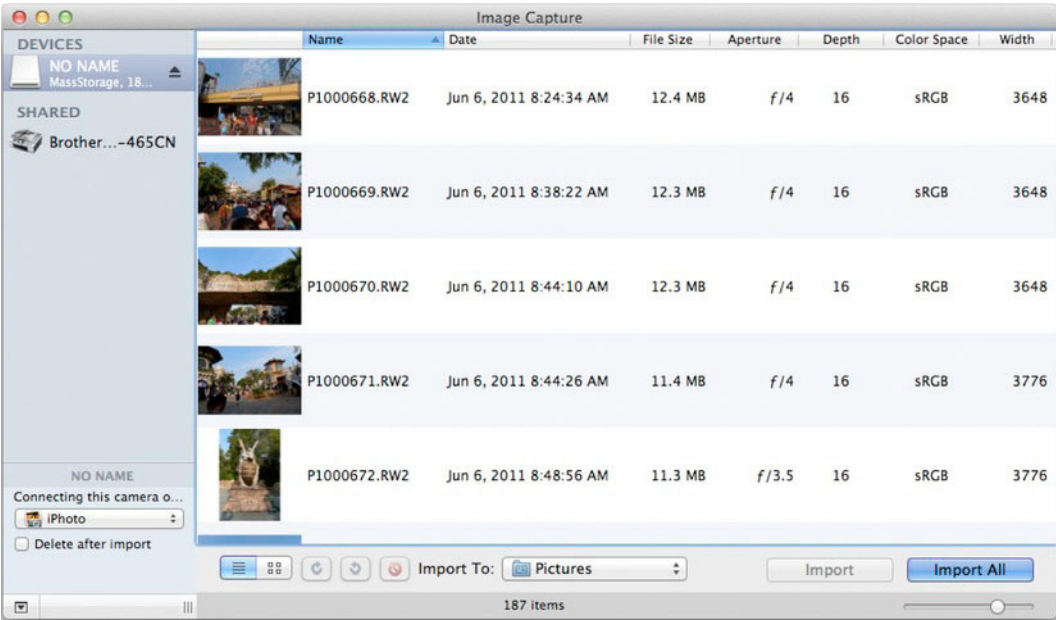 Image Capture
DEVICES
NO NAME
MassStorage, 18...
SHARED
Brother...-465CN
Name Date File Size Aperture Depth Color Space Width
P1000668.RW2 Jun 6, 2011 8:24:34 AM 12.4 MB ƒ/4 16 sRGB 3648
P1000669.RW2 Jun 6, 2011 8:38:22 AM 12.3 MB ƒ/4 16 sRGB 3648
P1000670.RW2 Jun 6, 2011 8:44:10 AM 12.3 MB ƒ/4 16 sRGB 3648
P1000671.RW2 Jun 6, 2011 8:44:26 AM 11.4 MB ƒ/4 16 sRGB 3776
P1000672.RW2 Jun 6, 2011 8:48:56 AM 11.3 MB ƒ/3.5 16 sRGB 3776
NO NAME
Connecting this camera o...
iPhoto
Delete after import
Import To: Pictures Import Import All
187 items